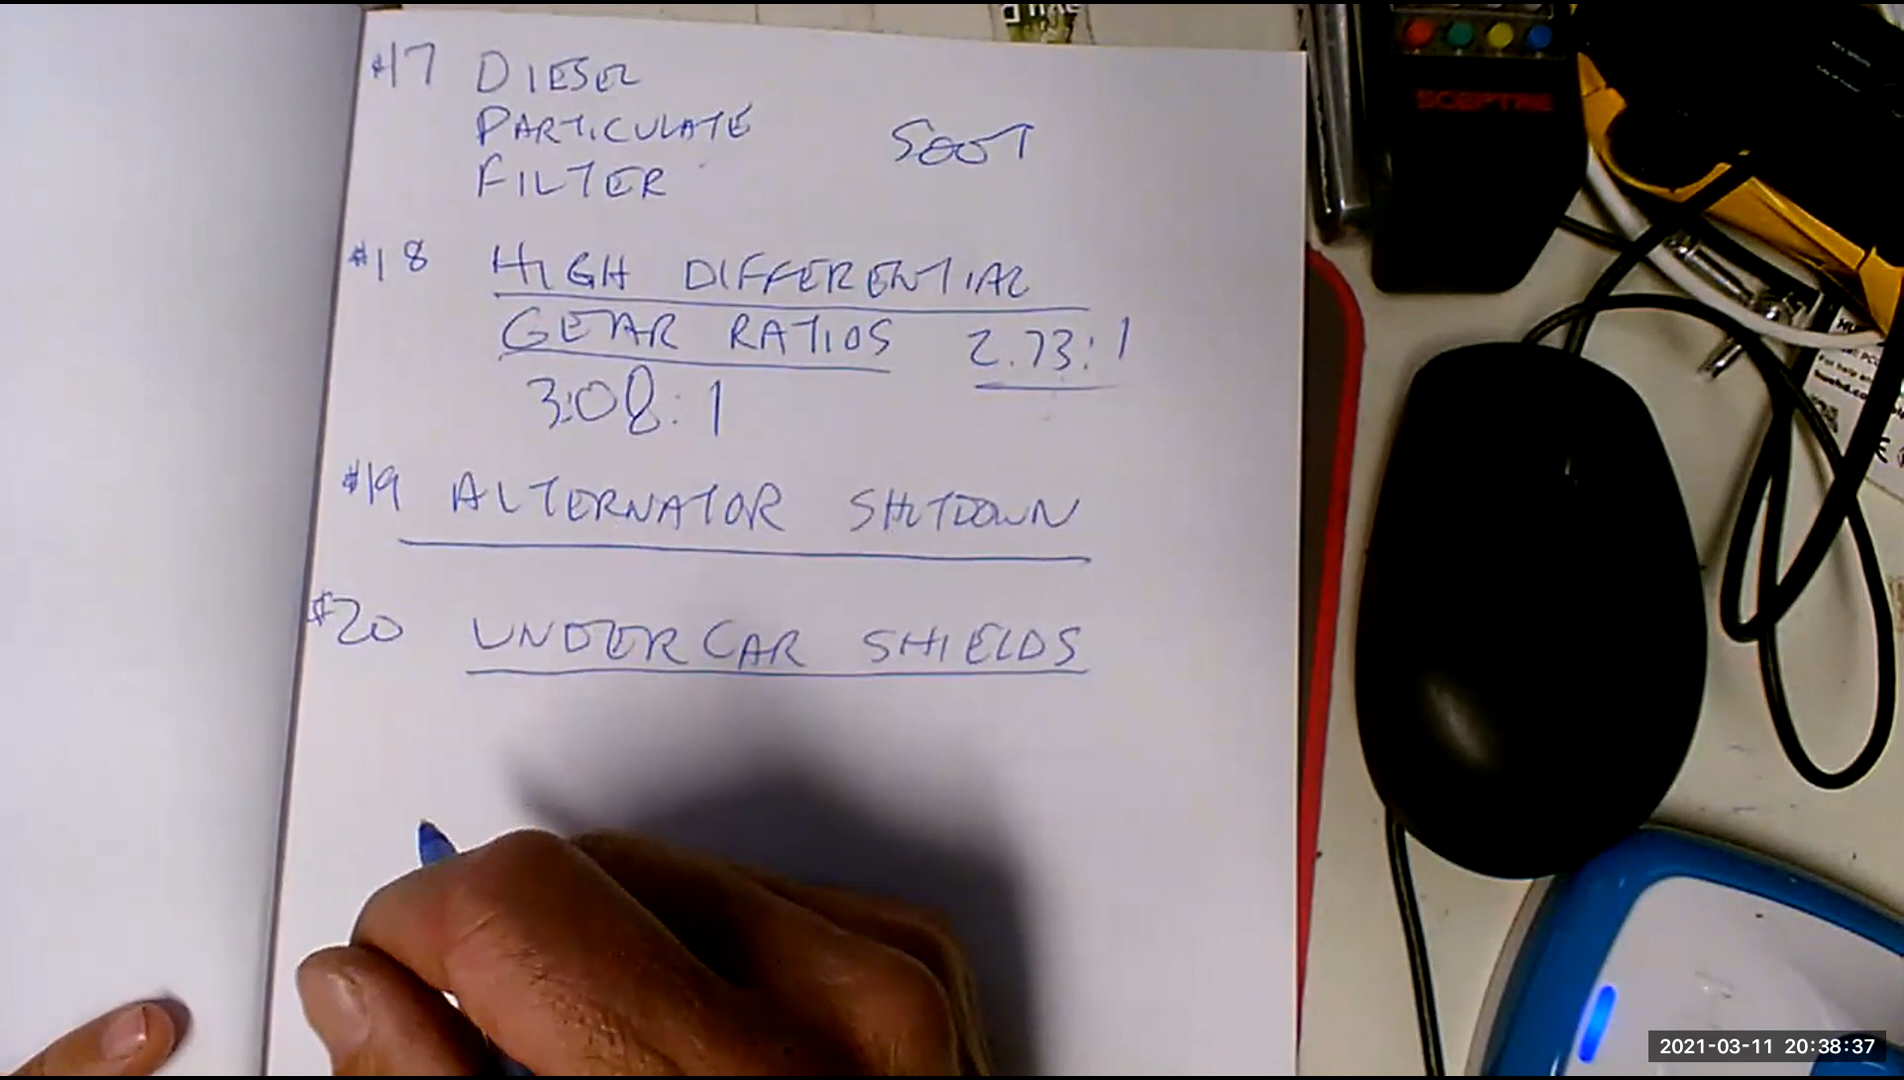 #17 DIESEL
PARTICULATE
FILTER
SOOT
#18 HIGH DIFFERENTIAL
GEAR RATIOS 2.73:1
3:08:1
#19 ALTERNATOR SHUTDOWN
#20 UNDERCAR SHIELDS
SCEPTRE
2021-03-11 20:38:37